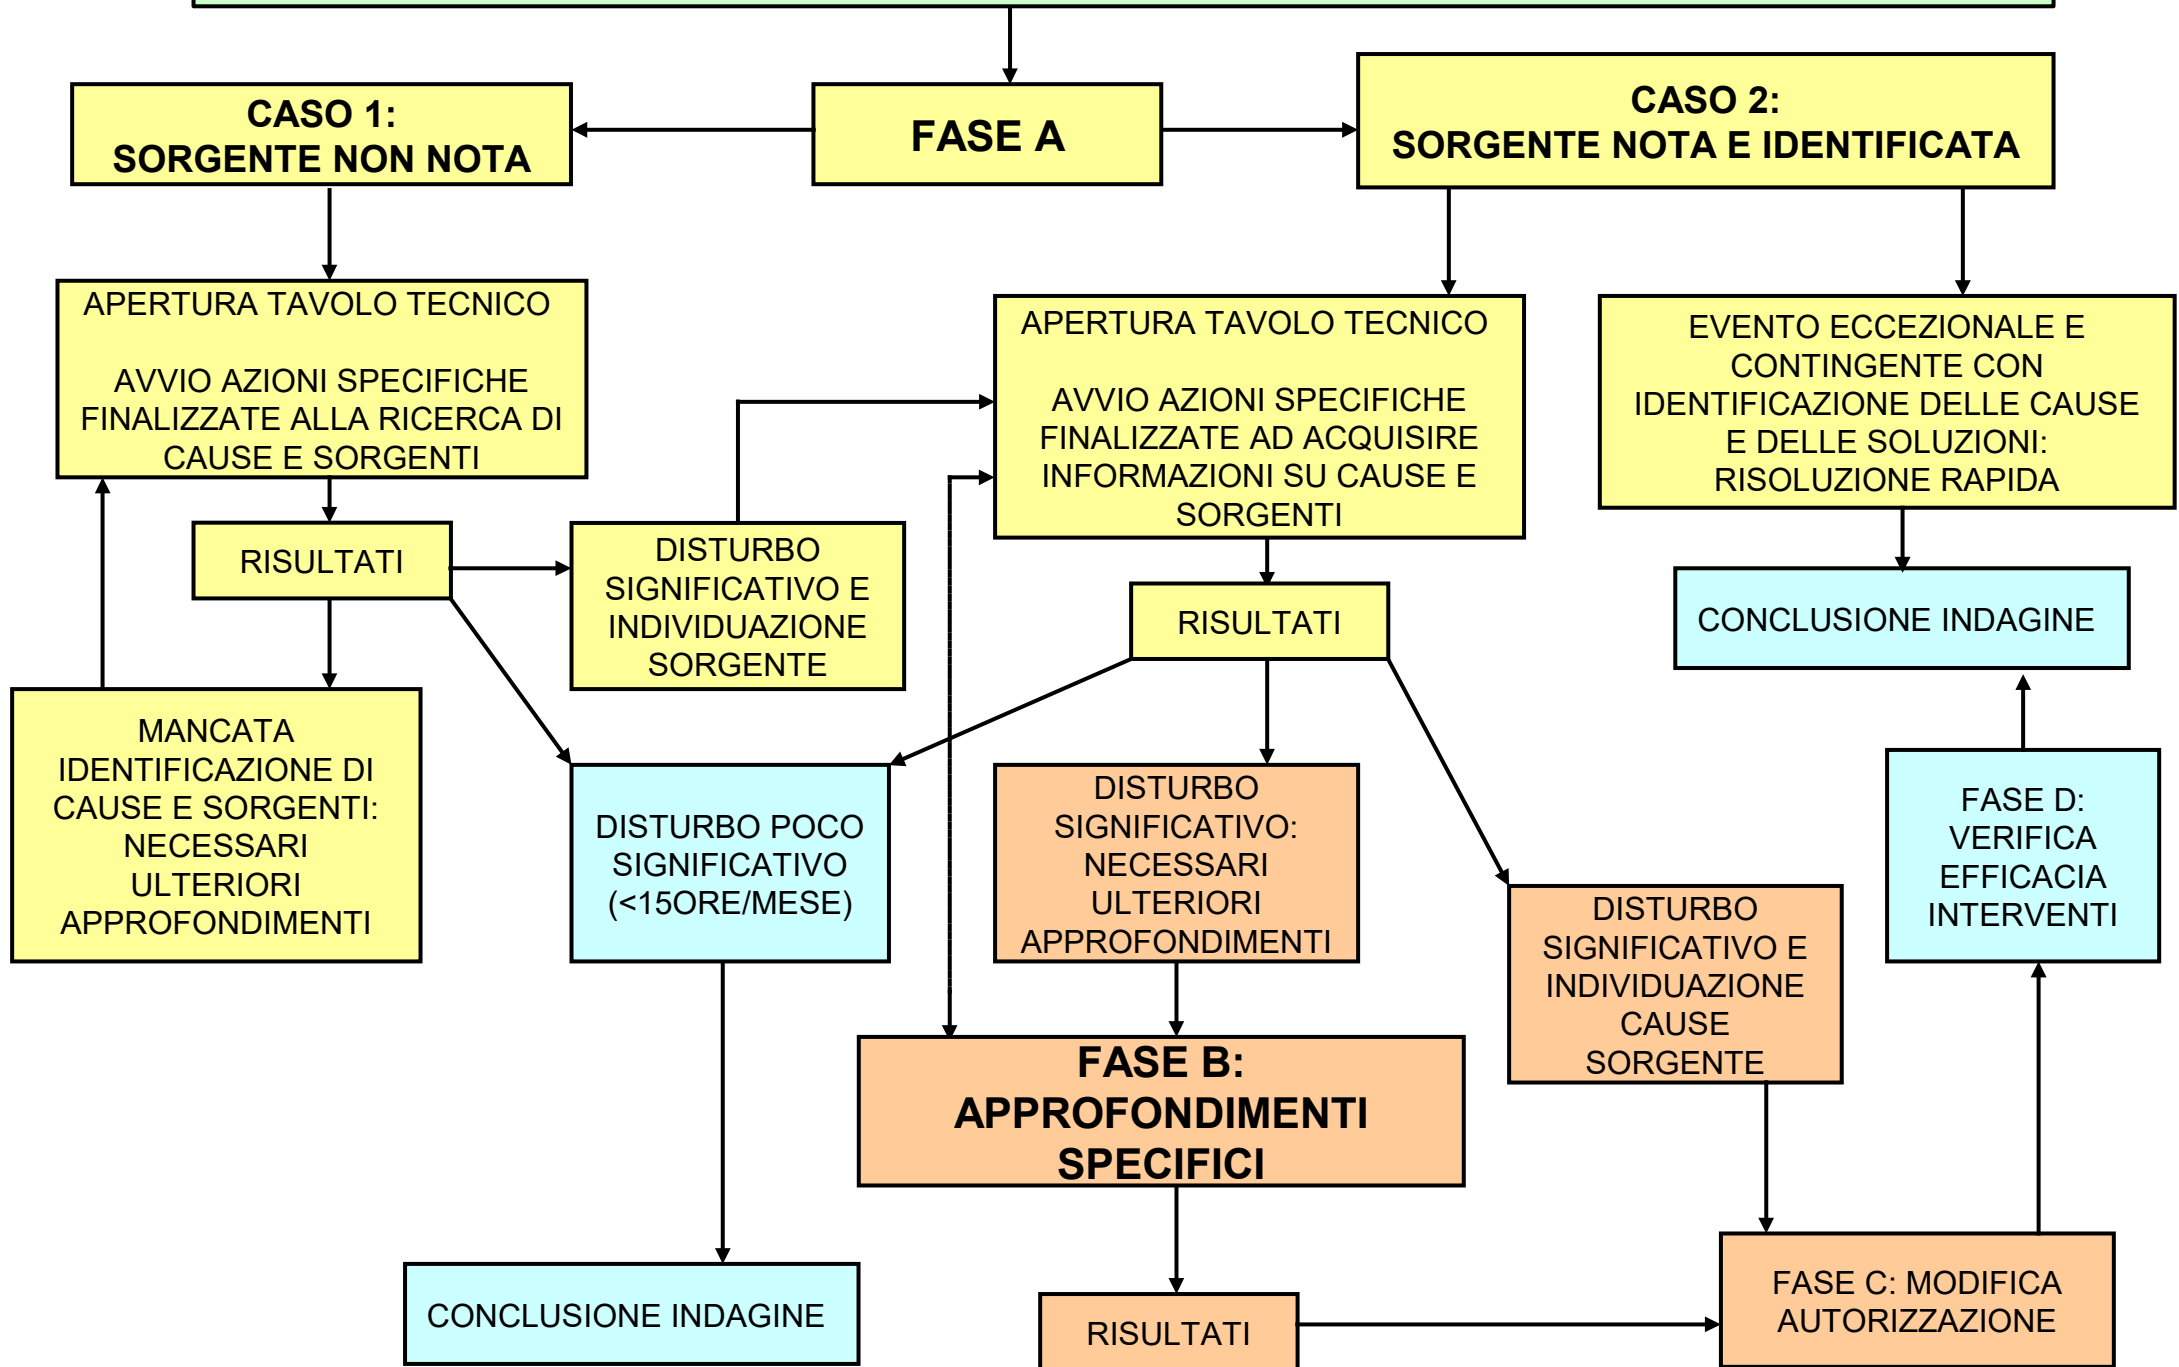 CASO 1:
SORGENTE NON NOTA
FASE A
CASO 2:
SORGENTE NOTA E IDENTIFICATA
APERTURA TAVOLO TECNICO
AVVIO AZIONI SPECIFICHE
FINALIZZATE ALLA RICERCA DI
CAUSE E SORGENTI
APERTURA TAVOLO TECNICO
AVVIO AZIONI SPECIFICHE
FINALIZZATE AD ACQUISIRE
INFORMAZIONI SU CAUSE E
SORGENTI
EVENTO ECCEZIONALE E
CONTINGENTE CON
IDENTIFICAZIONE DELLE CAUSE
E DELLE SOLUZIONI:
RISOLUZIONE RAPIDA
RISULTATI
DISTURBO
SIGNIFICATIVO E
INDIVIDUAZIONE
SORGENTE
RISULTATI
CONCLUSIONE INDAGINE
MANCATA
IDENTIFICAZIONE DI
CAUSE E SORGENTI:
NECESSARI
ULTERIORI
APPROFONDIMENTI
DISTURBO POCO
SIGNIFICATIVO
(<15ORE/MESE)
DISTURBO
SIGNIFICATIVO:
NECESSARI
ULTERIORI
APPROFONDIMENTI
DISTURBO
SIGNIFICATIVO E
INDIVIDUAZIONE
CAUSE
SORGENTE
FASE D:
VERIFICA
EFFICACIA
INTERVENTI
FASE B:
APPROFONDIMENTI
SPECIFICI
CONCLUSIONE INDAGINE
RISULTATI
FASE C: MODIFICA
AUTORIZZAZIONE